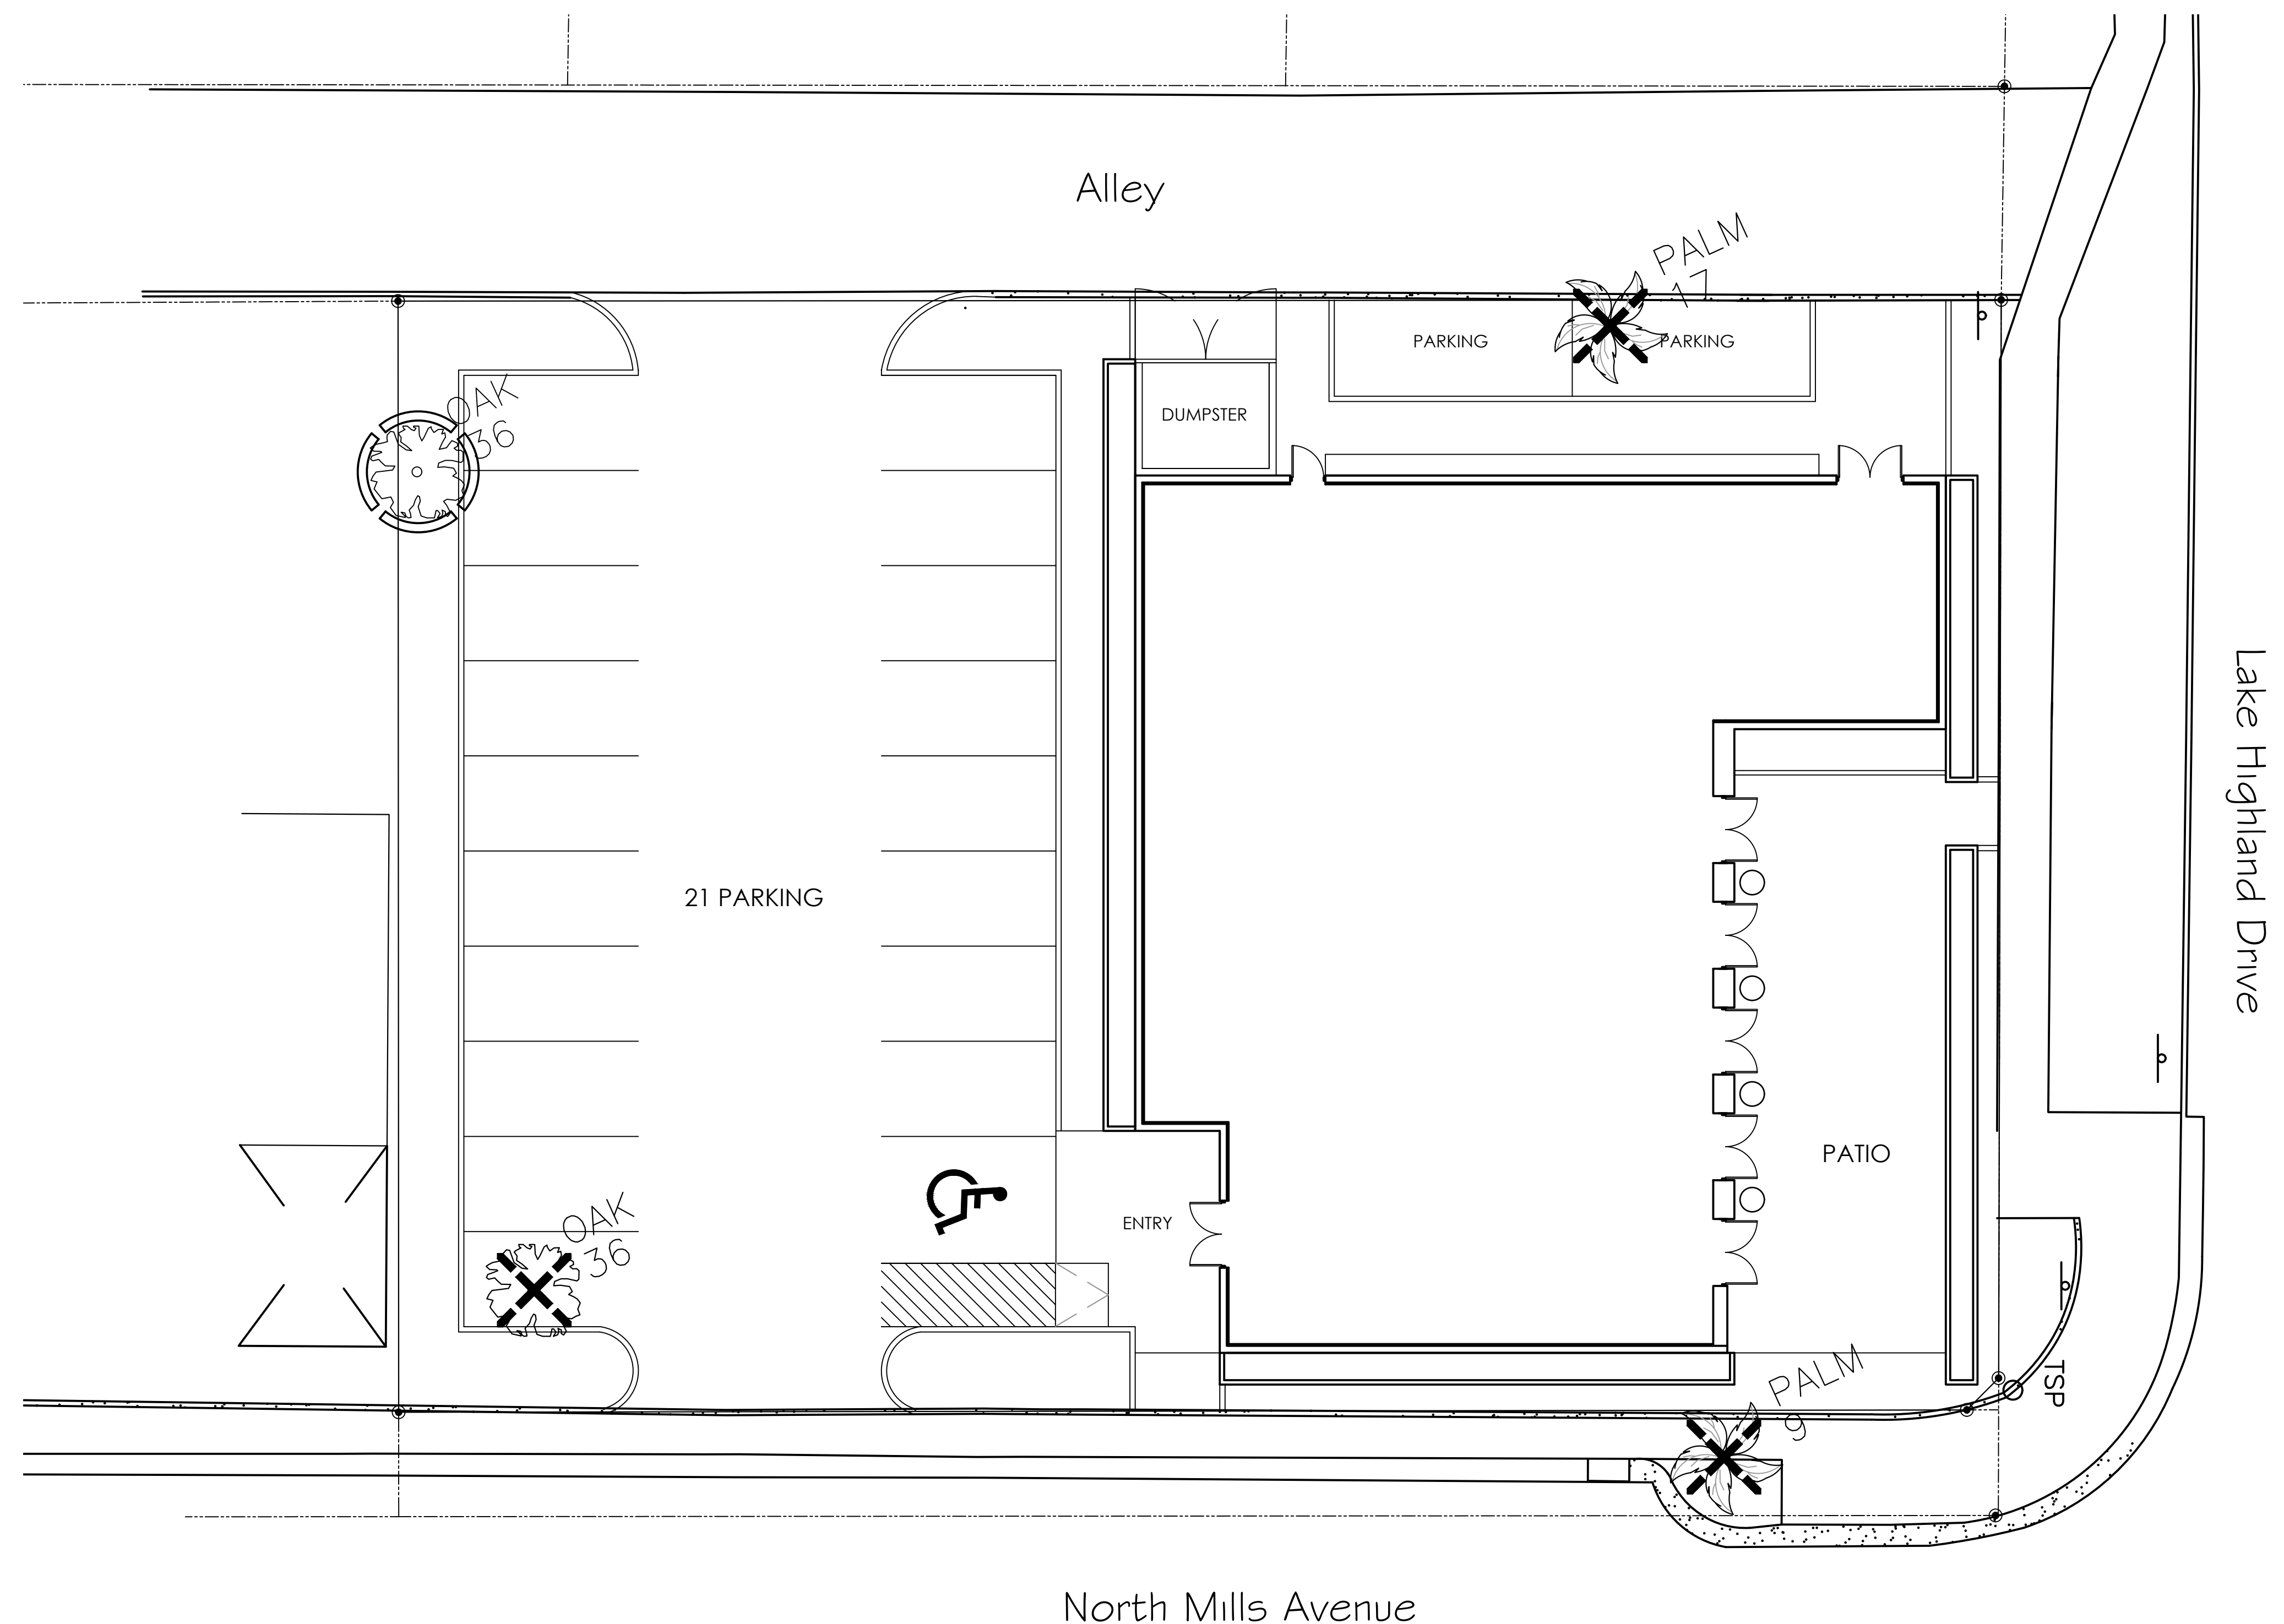 Alley
PALM
17
PARKING
PARKING
OAK
36
DUMPSTER
Lake Highland Drive
21 PARKING
PATIO
OAK
36
ENTRY
PALM
9
TSP
North Mills Avenue